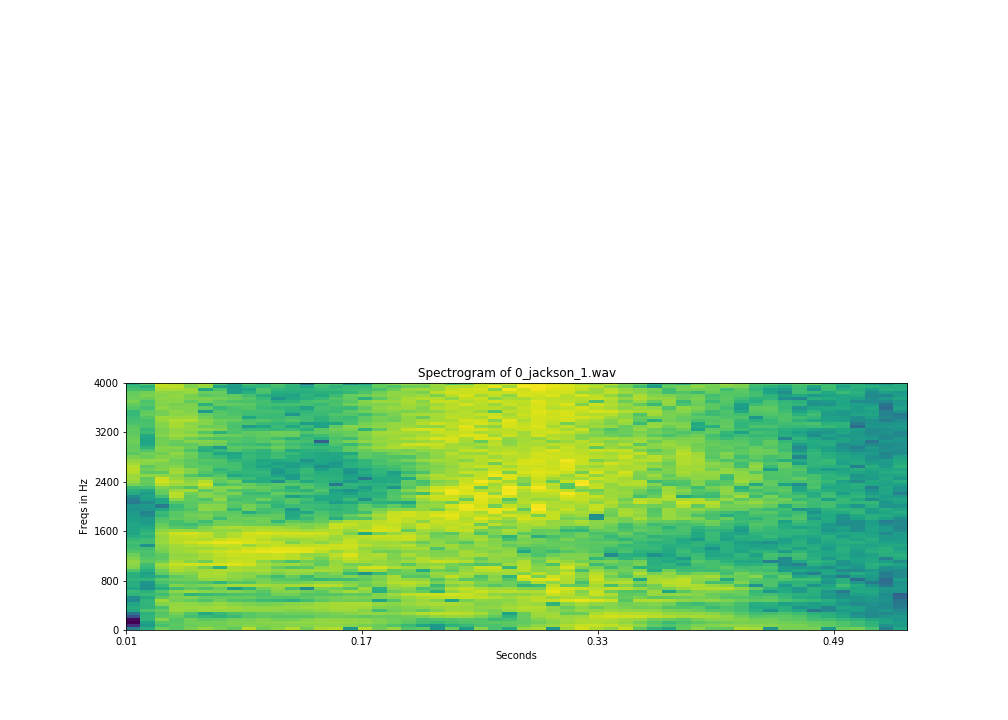 Spectrogram of 0_jackson_1.wav
4000
3200
2400
1600
800
0
Freqs in Hz
0.01 0.17 0.33 0.49
Seconds